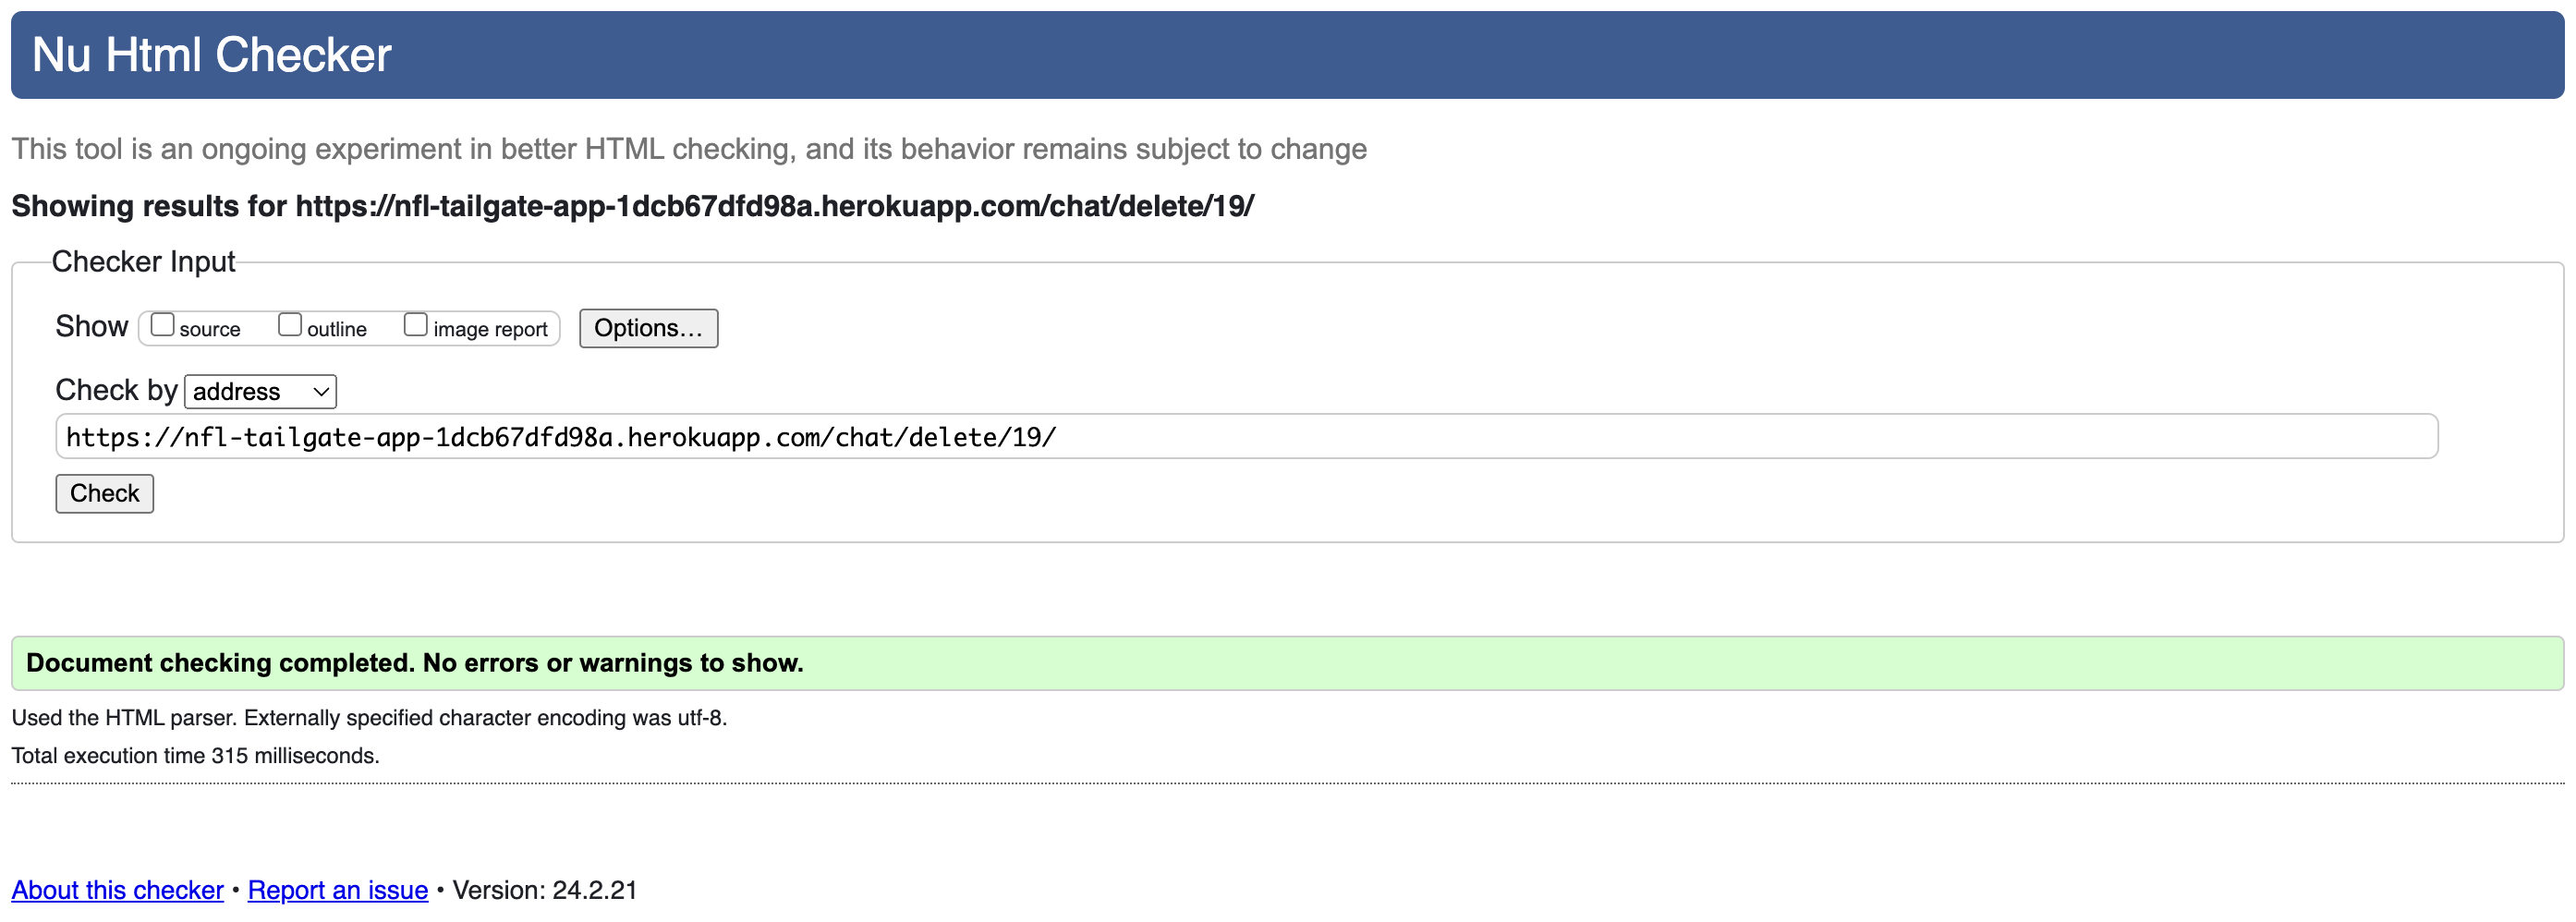 Nu Html Checker
This tool is an ongoing experiment in better HTML checking, and its behavior remains subject to change
Showing results for https://nfl-tailgate-app-1dcb67dfd98a.herokuapp.com/chat/delete/19/
Checker Input
Show source outline image report Options…
Check by address
https://nfl-tailgate-app-1dcb67dfd98a.herokuapp.com/chat/delete/19/
Check
Document checking completed. No errors or warnings to show.
Used the HTML parser. Externally specified character encoding was utf-8.
Total execution time 315 milliseconds.
About this checker • Report an issue • Version: 24.2.21